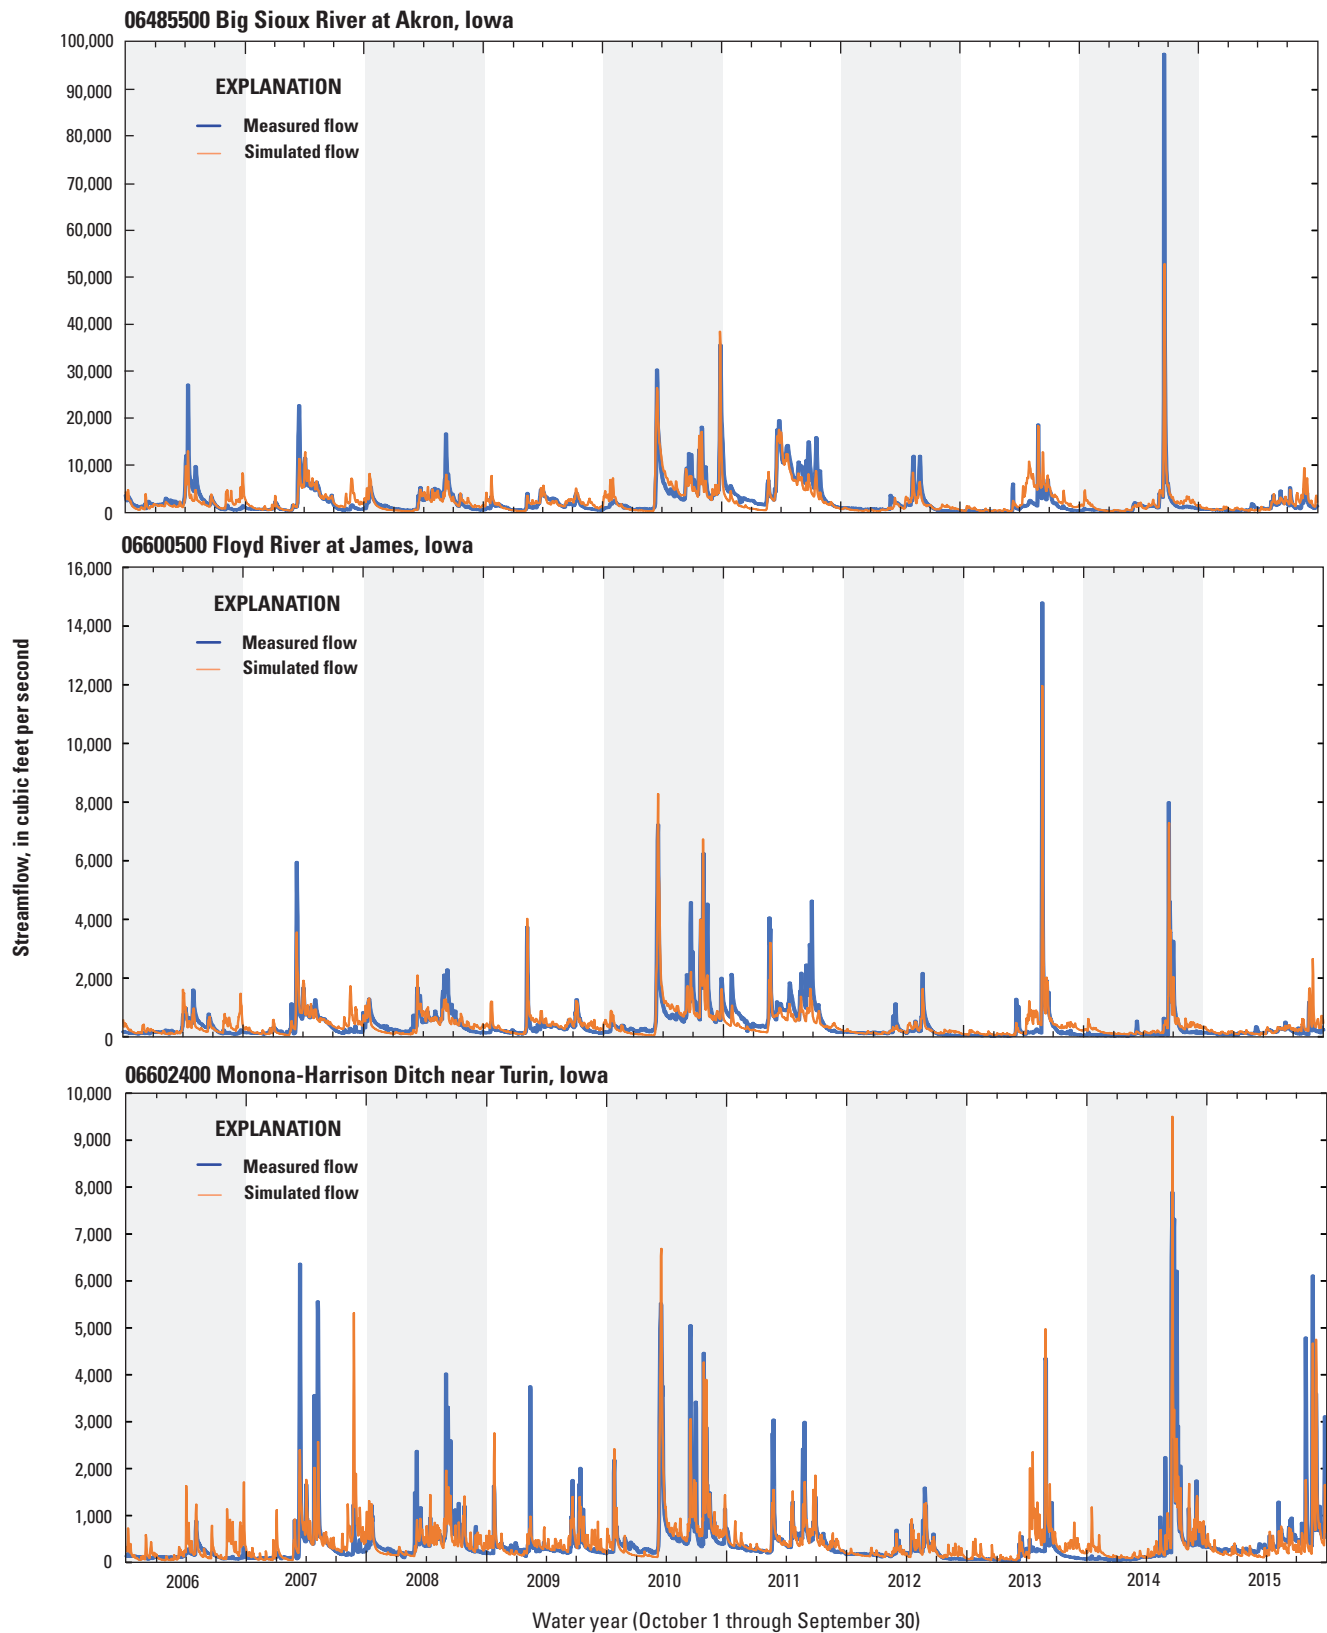 06485500 Big Sioux River at Akron, Iowa
100,000
90,000
80,000
70,000
60,000
50,000
40,000
30,000
20,000
10,000
0
EXPLANATION
Measured flow
Simulated flow
06600500 Floyd River at James, Iowa
16,000
14,000
12,000
10,000
8,000
6,000
4,000
2,000
0
EXPLANATION
Measured flow
Simulated flow
Streamflow, in cubic feet per second
06602400 Monona-Harrison Ditch near Turin, Iowa
10,000
9,000
8,000
7,000
6,000
5,000
4,000
3,000
2,000
1,000
0
EXPLANATION
Measured flow
Simulated flow
2006 2007 2008 2009 2010 2011 2012 2013 2014 2015
Water year (October 1 through September 30)